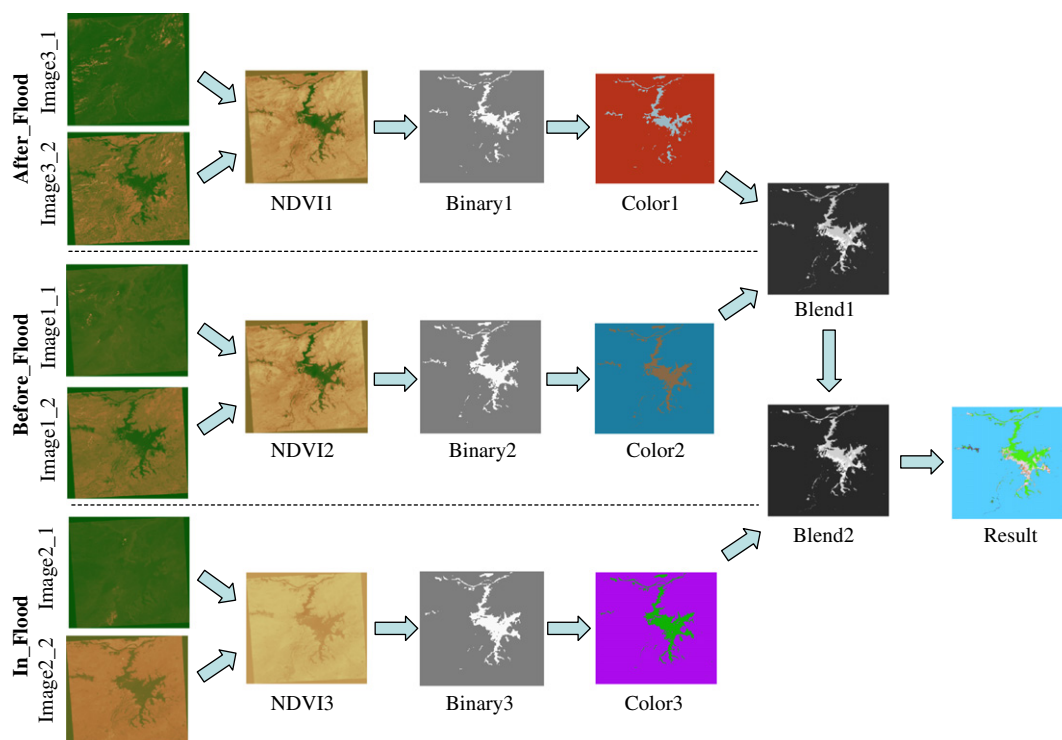 After_Flood
Image3_1
Image3_2
NDVI1
Binary1
Color1
Before_Flood
Image1_1
Image1_2
NDVI2
Binary2
Color2
Blend1
In_Flood
Image2_1
Image2_2
NDVI3
Binary3
Color3
Blend2
Result